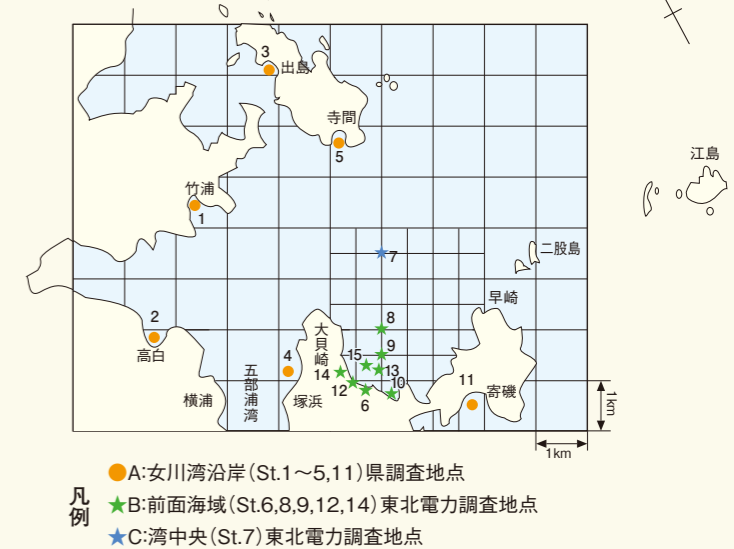 3
出島
寺間
5
江島
竹浦
1
7
二股島
早崎
2
高白
大貝崎
8
9
15
13
14
12
10
6
4
五部浦湾
横浦
塚浜
11
寄磯
1km
1km
凡例
A:女川湾沿岸(St.1～5,11)県調査地点
B:前面海域(St.6,8,9,12,14)東北電力調査地点
C:湾中央(St.7)東北電力調査地点